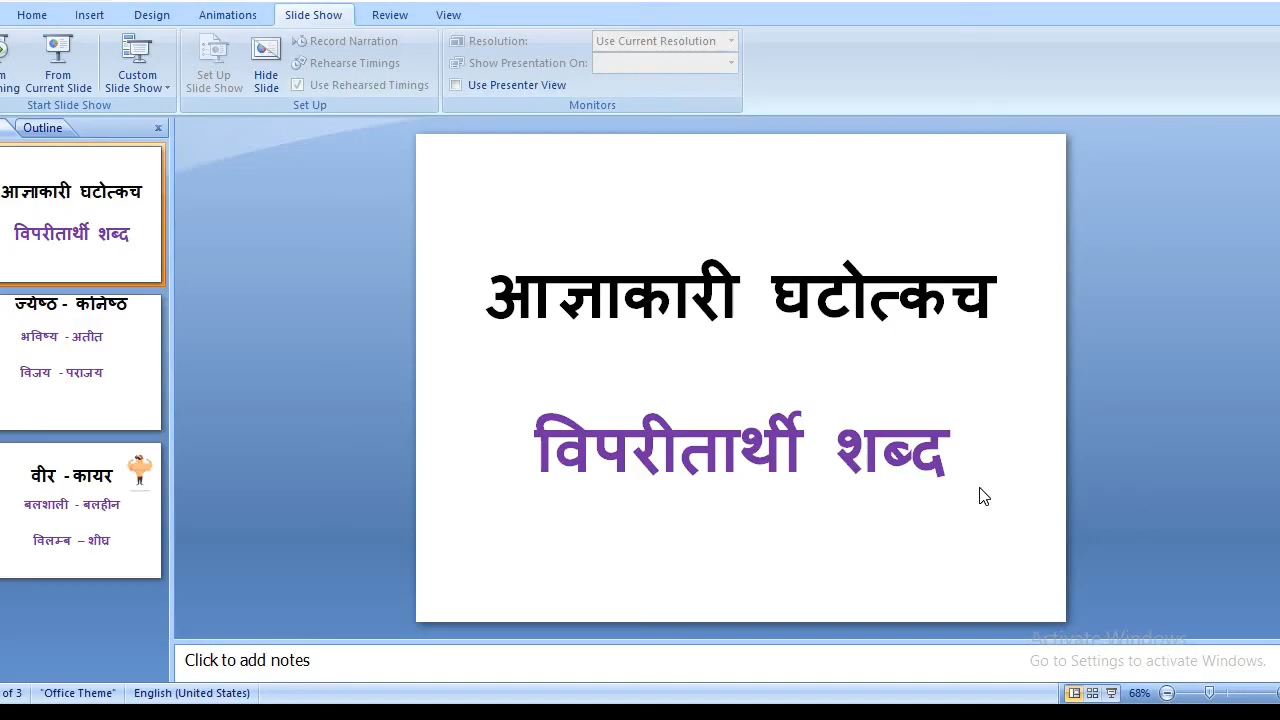 Home Insert Design Animations Slide Show Review View
From Current Slide
Custom Slide Show
Set Up Slide Show
Hide Slide
Record Narration
Rehearse Timings
Use Rehearsed Timings
Resolution: Use Current Resolution
Show Presentation On:
Use Presenter View
Start Slide Show Set Up Monitors
Outline x
आज्ञाकारी घटोत्कच
विपरीतार्थी शब्द
ज्येष्ठ - कनिष्ठ
भविष्य - अतीत
विजय - पराजय
वीर - कायर
बलशाली - बलहीन
विलम्ब – शीघ्र
आज्ञाकारी घटोत्कच
विपरीतार्थी शब्द
Click to add notes
Activate Windows
Go to Settings to activate Windows.
of 3 "Office Theme" English (United States) 68%